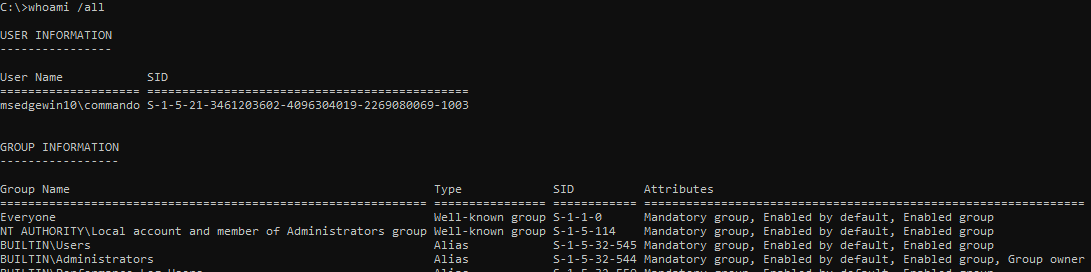 C:\>whoami /all
USER INFORMATION
----------------
User Name            SID
==================== ==============================================
msedgewin10\commando S-1-5-21-3461203602-4096304019-2269080069-1003
GROUP INFORMATION
-----------------
Group Name                                                    Type             SID          Attributes
============================================================= ================ ============ ===============================================================
Everyone                                                      Well-known group S-1-1-0      Mandatory group, Enabled by default, Enabled group
NT AUTHORITY\Local account and member of Administrators group Well-known group S-1-5-114    Mandatory group, Enabled by default, Enabled group
BUILTIN\Users                                                 Alias            S-1-5-32-545 Mandatory group, Enabled by default, Enabled group
BUILTIN\Administrators                                        Alias            S-1-5-32-544 Mandatory group, Enabled by default, Enabled group, Group owner